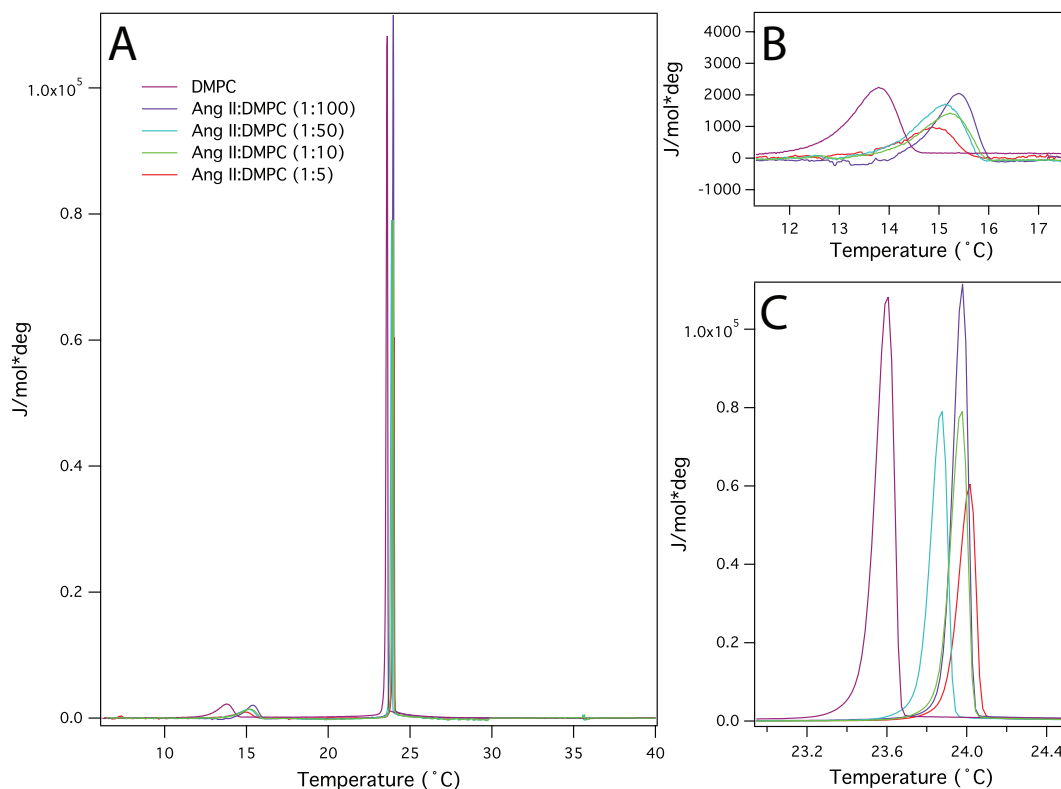 A
J/mol*deg
1.0x10⁵
0.8
0.6
0.4
0.2
0.0
DMPC
Ang II:DMPC (1:100)
Ang II:DMPC (1:50)
Ang II:DMPC (1:10)
Ang II:DMPC (1:5)
10 15 20 25 30 35 40
Temperature (˚C)
B
J/mol*deg
4000
3000
2000
1000
0
-1000
12 13 14 15 16 17
Temperature (˚C)
C
J/mol*deg
1.0x10⁵
0.8
0.6
0.4
0.2
0.0
23.2 23.6 24.0 24.4
Temperature (˚C)